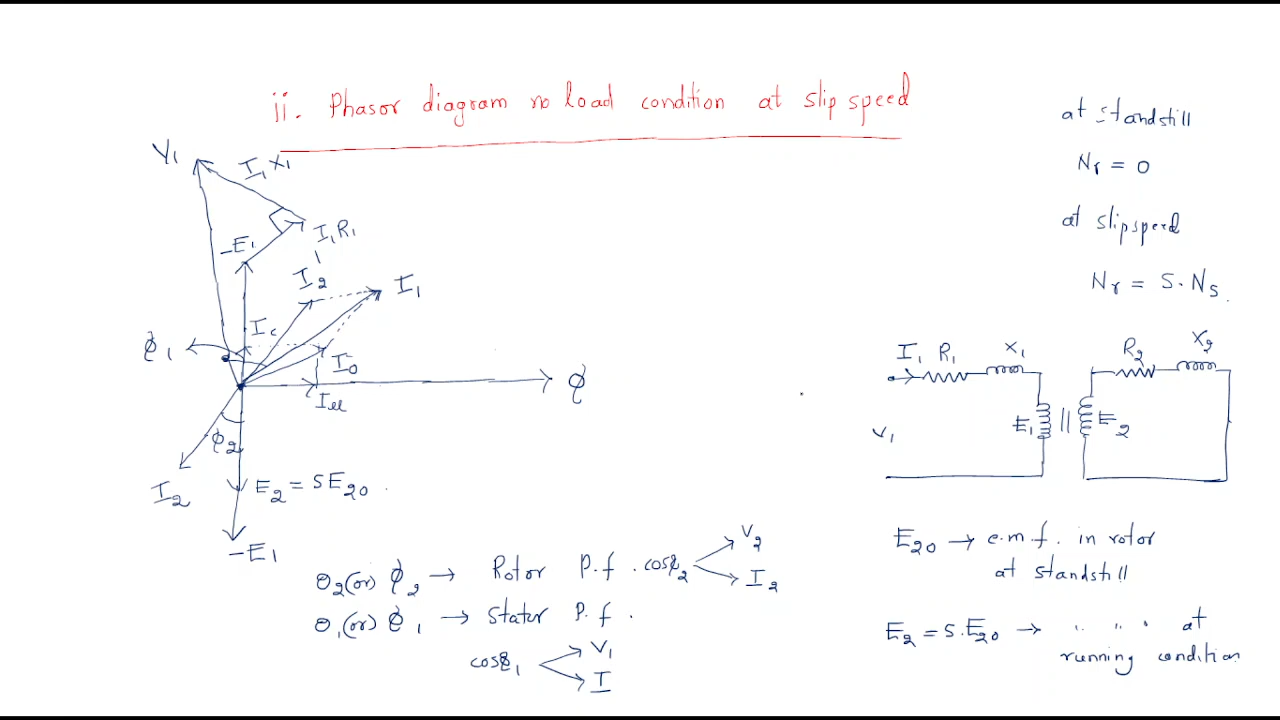 ii. Phasor diagram no load condition at slip speed
V₁
I₁X₁
-E₁
I₁R₁
I₂'
I₁
I_c
ϕ₁
I₀
I_μ
ϕ
ϕ₂
I₂
E₂ = SE₂₀
-E₁
θ₂(or) ϕ₂ → Rotor P.f. cosϕ₂
V₂
I₂
θ₁(or) ϕ₁ → stator P.f.
cosϕ₁
V₁
I
at standstill
Nr = 0
at slipspeed
Nr = S.Ns.
I₁ R₁ X₁
R₂ X₂
V₁
E₁ E₂
E₂₀ → e.m.f. in rotor
at standstill
E₂ = S.E₂₀ → " " " at
running condition